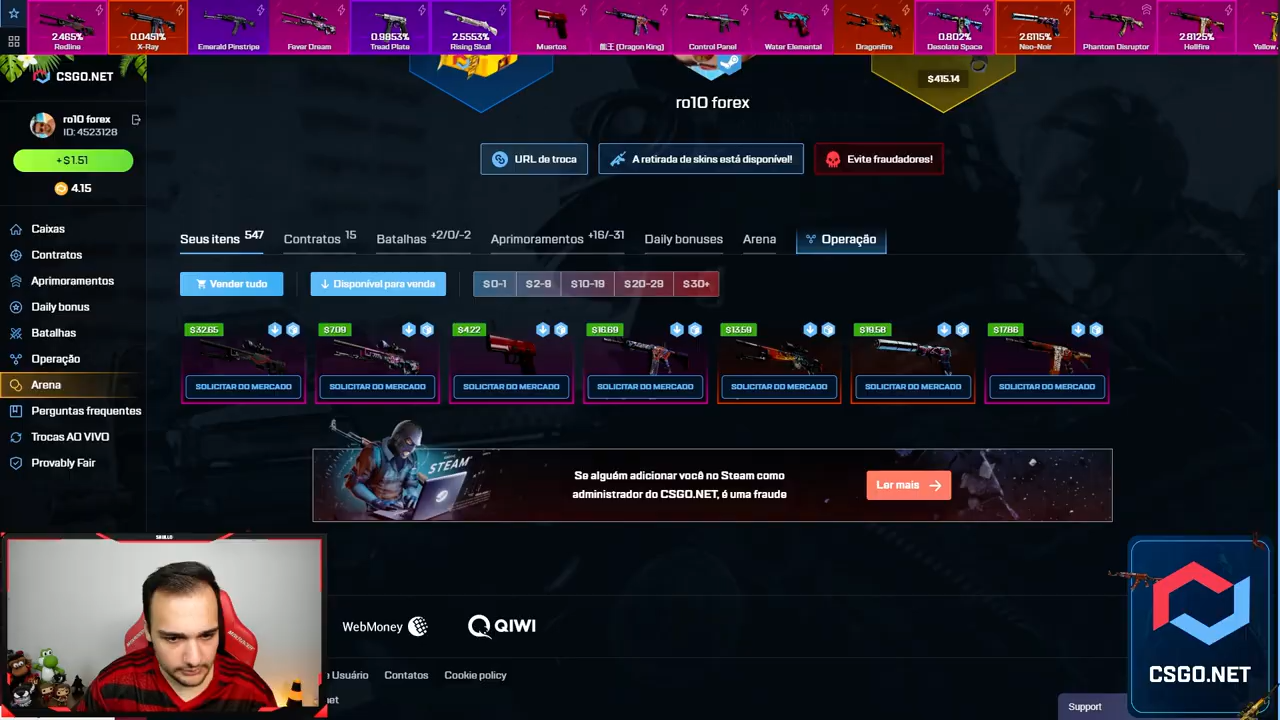 2.465%
Redline
0.0451%
X-Ray
Emerald Pinstripe
Fever Dream
0.9853%
Tread Plate
2.5553%
Rising Skull
Muertos
龍王 (Dragon King)
Control Panel
Water Elemental
Dragonfire
0.802%
Desolate Space
2.6115%
Neo-Noir
Phantom Disruptor
2.8125%
Hellfire
Yellow
CSGO.NET
ro10 forex
ID: 4523128
+$1.51
4.15
Caixas
Contratos
Aprimoramentos
Daily bonus
Batalhas
Operação
Arena
Perguntas frequentes
Trocas AO VIVO
Provably Fair
$415.14
ro10 forex
URL de troca
A retirada de skins está disponível!
Evite fraudadores!
Seus itens 547
Contratos 15
Batalhas +2/0/-2
Aprimoramentos +16/-31
Daily bonuses
Arena
Operação
Vender tudo
Disponível para venda
$0-1
$2-9
$10-19
$20-29
$30+
$32.65
$7.09
$4.22
$16.69
$13.59
$19.58
$17.86
SOLICITAR DO MERCADO
SOLICITAR DO MERCADO
SOLICITAR DO MERCADO
SOLICITAR DO MERCADO
SOLICITAR DO MERCADO
SOLICITAR DO MERCADO
SOLICITAR DO MERCADO
STEAM
Se alguém adicionar você no Steam como
administrador do CSGO.NET, é uma fraude
Ler mais
WebMoney
QIWI
Usuário
Contatos
Cookie policy
net
CSGO.NET
Support